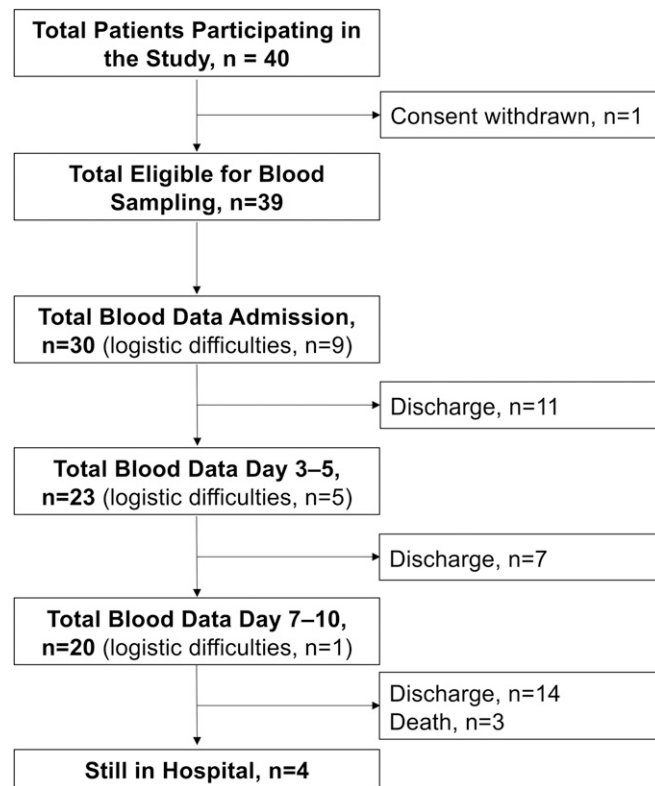 Total Patients Participating in
the Study, n = 40
Consent withdrawn, n=1
Total Eligible for Blood
Sampling, n=39
Total Blood Data Admission,
n=30 (logistic difficulties, n=9)
Discharge, n=11
Total Blood Data Day 3–5,
n=23 (logistic difficulties, n=5)
Discharge, n=7
Total Blood Data Day 7–10,
n=20 (logistic difficulties, n=1)
Discharge, n=14
Death, n=3
Still in Hospital, n=4